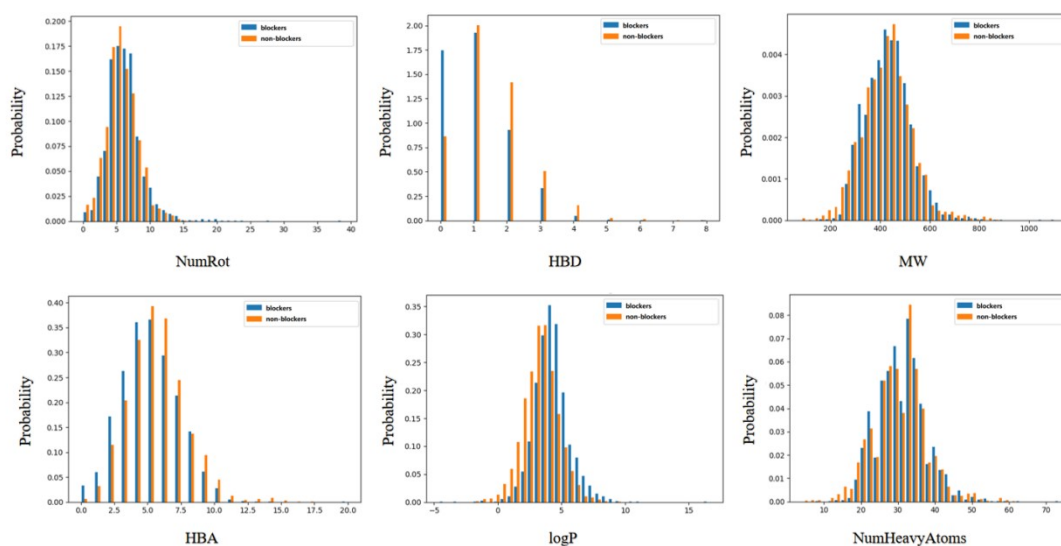 0.200
0.175
0.150
0.125
0.100
0.075
0.050
0.025
0.000
Probability
blockers
non-blockers
0 5 10 15 20 25 30 35 40
NumRot
2.00
1.75
1.50
1.25
1.00
0.75
0.50
0.25
0.00
Probability
blockers
non-blockers
0 1 2 3 4 5 6 7 8
HBD
0.004
0.003
0.002
0.001
0.000
Probability
blockers
non-blockers
200 400 600 800 1000
MW
0.40
0.35
0.30
0.25
0.20
0.15
0.10
0.05
0.00
Probability
blockers
non-blockers
0.0 2.5 5.0 7.5 10.0 12.5 15.0 17.5 20.0
HBA
0.35
0.30
0.25
0.20
0.15
0.10
0.05
0.00
Probability
blockers
non-blockers
−5 0 5 10 15
logP
0.08
0.07
0.06
0.05
0.04
0.03
0.02
0.01
0.00
Probability
blockers
non-blockers
10 20 30 40 50 60 70
NumHeavyAtoms